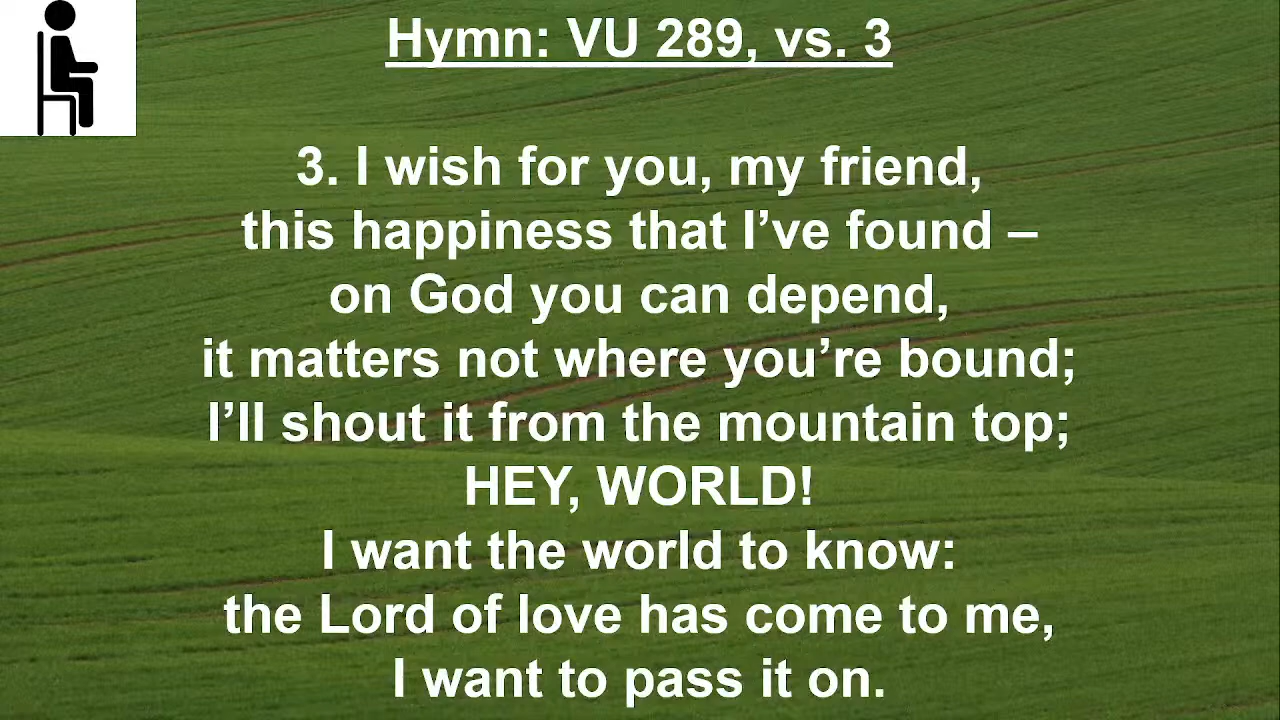 Hymn: VU 289, vs. 3
3. I wish for you, my friend,
this happiness that I’ve found –
on God you can depend,
it matters not where you’re bound;
I’ll shout it from the mountain top;
HEY, WORLD!
I want the world to know:
the Lord of love has come to me,
I want to pass it on.